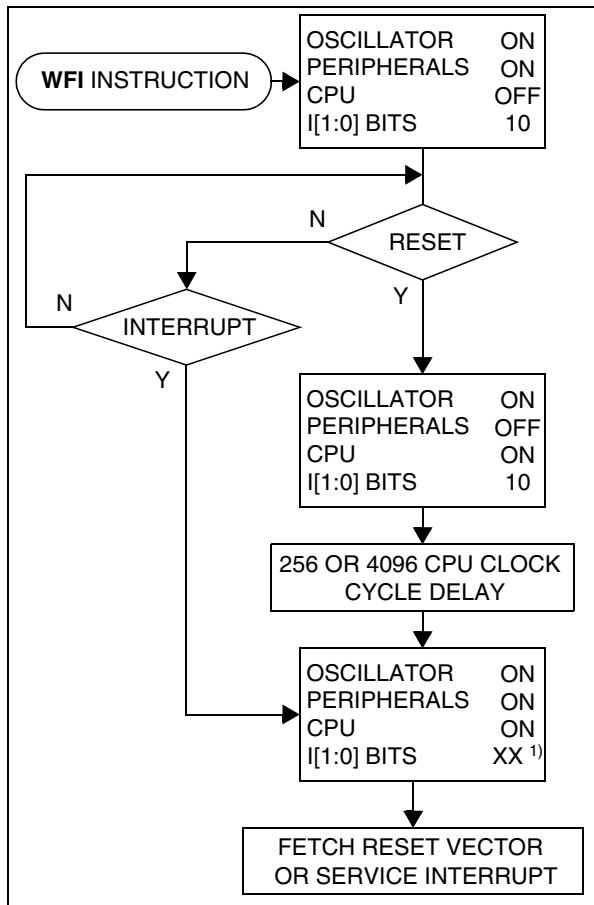 WFI INSTRUCTION
OSCILLATOR ON
PERIPHERALS ON
CPU OFF
I[1:0] BITS 10
RESET
N
Y
INTERRUPT
N
Y
OSCILLATOR ON
PERIPHERALS OFF
CPU ON
I[1:0] BITS 10
256 OR 4096 CPU CLOCK
CYCLE DELAY
OSCILLATOR ON
PERIPHERALS ON
CPU ON
I[1:0] BITS XX 1)
FETCH RESET VECTOR
OR SERVICE INTERRUPT